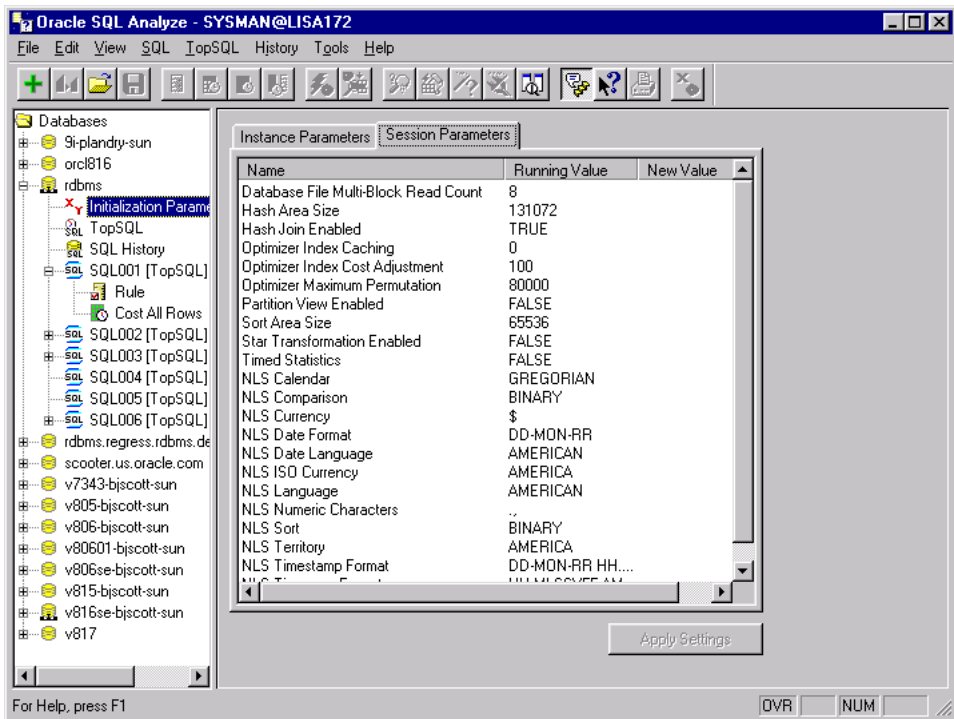 Oracle SQL Analyze - SYSMAN@LISA172
File Edit View SQL TopSQL History Tools Help
Databases
9i-plandry-sun
orcl816
rdbms
Initialization Parame
TopSQL
SQL History
SQL001 [TopSQL]
Rule
Cost All Rows
SQL002 [TopSQL]
SQL003 [TopSQL]
SQL004 [TopSQL]
SQL005 [TopSQL]
SQL006 [TopSQL]
rdbms.regress.rdbms.de
scooter.us.oracle.com
v7343-bjscott-sun
v805-bjscott-sun
v806-bjscott-sun
v80601-bjscott-sun
v806se-bjscott-sun
v815-bjscott-sun
v816se-bjscott-sun
v817
Instance Parameters Session Parameters
Name Running Value New Value
Database File Multi-Block Read Count 8
Hash Area Size 131072
Hash Join Enabled TRUE
Optimizer Index Caching 0
Optimizer Index Cost Adjustment 100
Optimizer Maximum Permutation 80000
Partition View Enabled FALSE
Sort Area Size 65536
Star Transformation Enabled FALSE
Timed Statistics FALSE
NLS Calendar GREGORIAN
NLS Comparison BINARY
NLS Currency $
NLS Date Format DD-MON-RR
NLS Date Language AMERICAN
NLS ISO Currency AMERICA
NLS Language AMERICAN
NLS Numeric Characters .,
NLS Sort BINARY
NLS Territory AMERICA
NLS Timestamp Format DD-MON-RR HH....
Apply Settings
For Help, press F1
OVR NUM